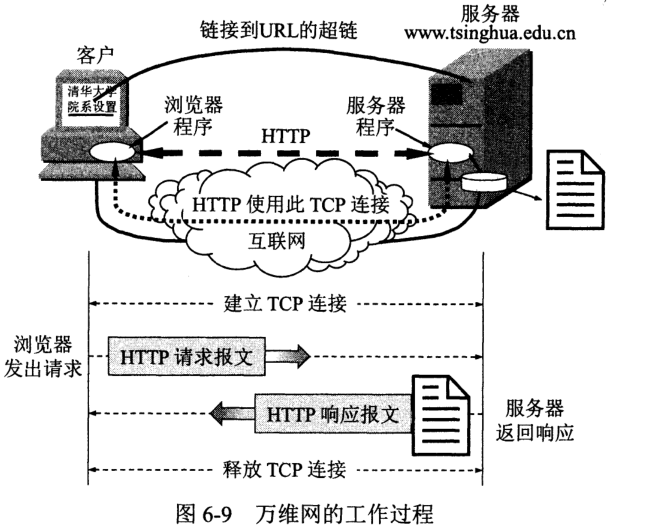 链接到URL的超链
服务器
www.tsinghua.edu.cn
客户
清华大学
院系设置
浏览器
程序
服务器
程序
HTTP
HTTP 使用此 TCP 连接
互联网
建立 TCP 连接
浏览器
发出请求
HTTP 请求报文
HTTP 响应报文
服务器
返回响应
释放 TCP 连接
图 6-9 万维网的工作过程